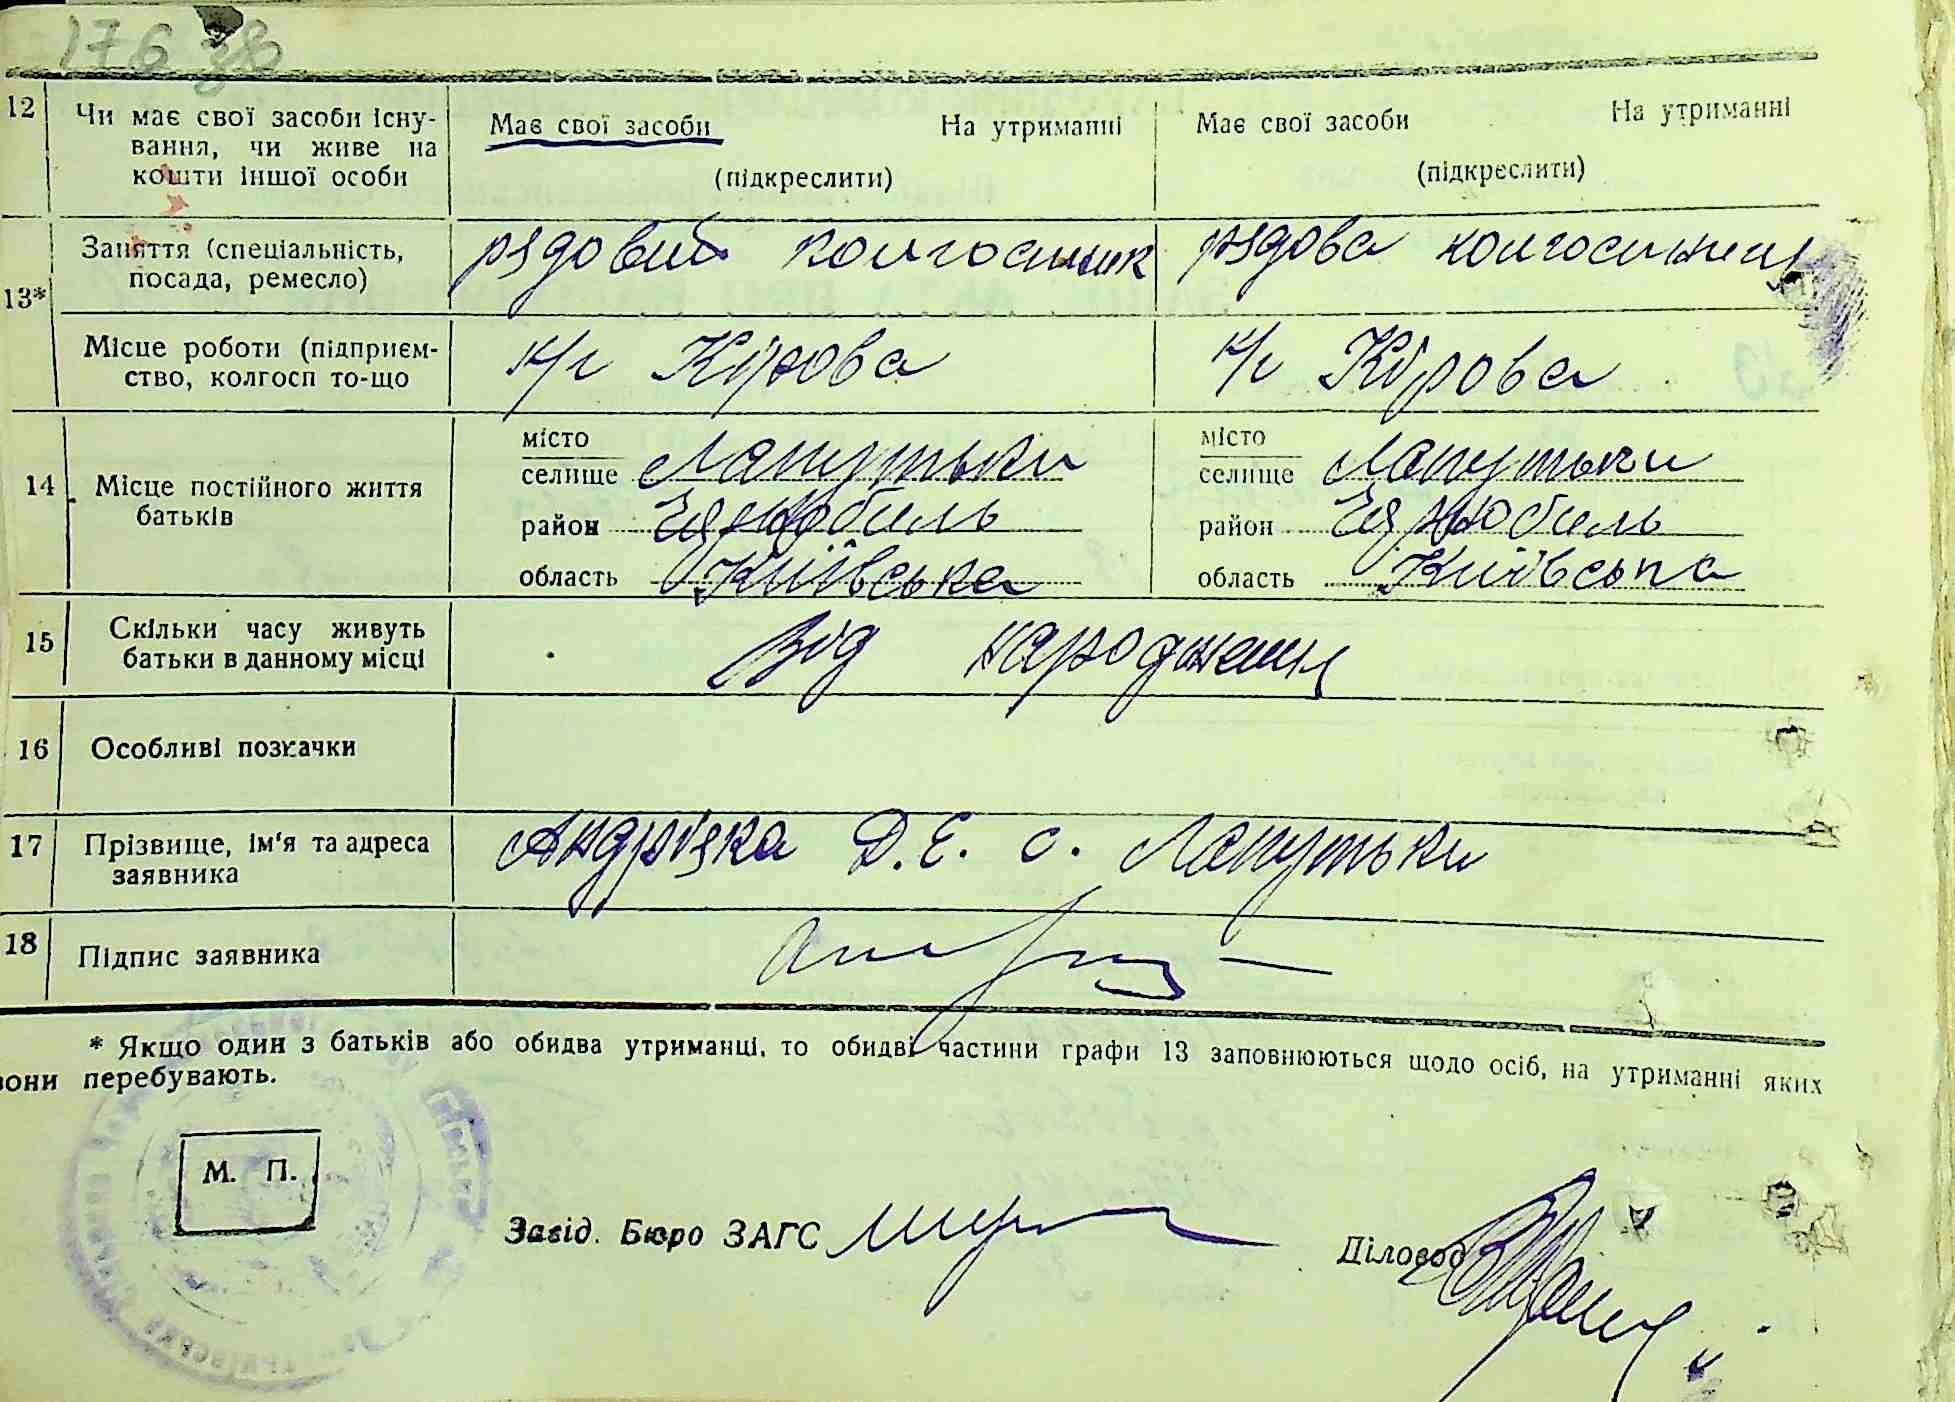 176
12 Чи має свої засоби існу- Має свої засоби На утриманні Має свої засоби На утриманні
вання, чи живе на
кошти іншої особи (підкреслити) (підкреслити)
13* Заняття (спеціальність, рядовий колгоспник рядова колгоспниця
посада, ремесло)
Місце роботи (підприєм- к/г Кірова к/г Кірова
ство, колгосп то-що
14 Місце постійного життя
батьків
місто місто
селище Лапутьки селище Лапутьки
район Чорнобиль район Чорнобиль
область Київська область Київська
15 Скільки часу живуть Від народження
батьки в данному місці
16 Особливі позначки
17 Прізвище, ім'я та адреса Андріяка Д.Е. с. Лапутьки
заявника
18 Підпис заявника
* Якщо один з батьків або обидва утриманці, то обидві частини графи 13 заповнюються щодо осіб, на утриманні яких
вони перебувають.
М. П.
Завід. Бюро ЗАГС Діловод